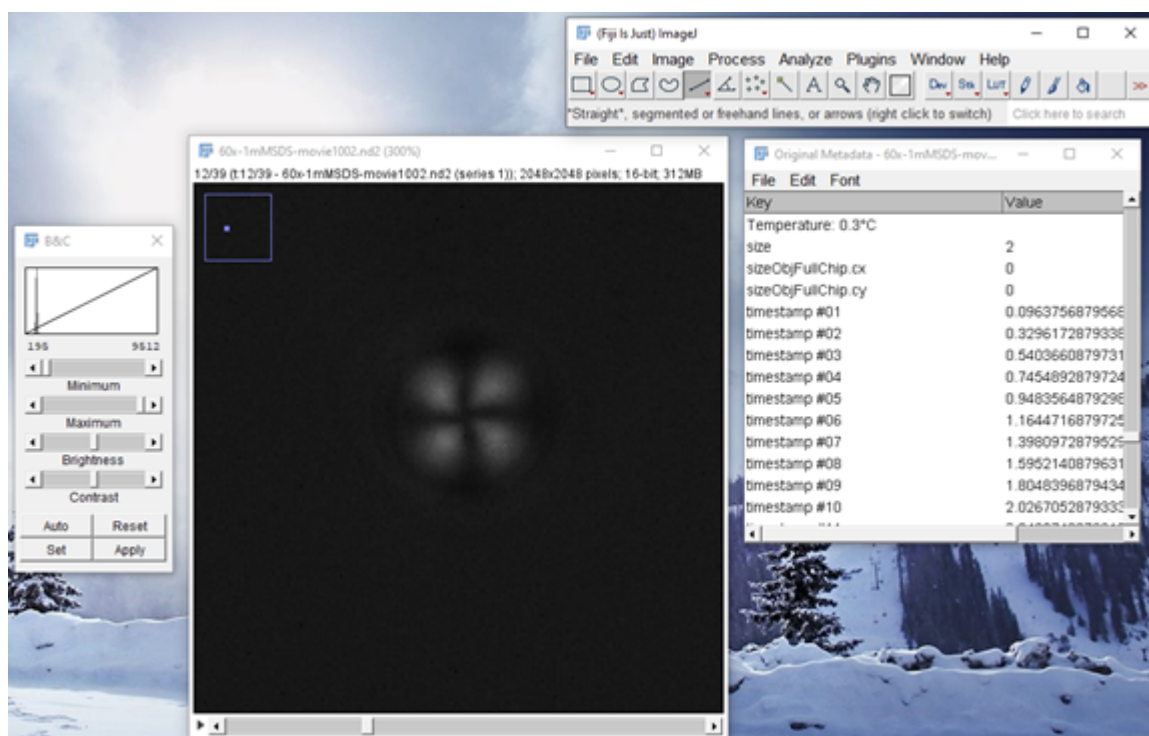 (Fiji Is Just) ImageJ
File Edit Image Process Analyze Plugins Window Help
A Dev Stk LUT >>
"Straight", segmented or freehand lines, or arrows (right click to switch) Click here to search
60x-1mMSDS-movie1002.nd2 (300%)
12/39 (t:12/39 - 60x-1mMSDS-movie1002.nd2 (series 1)); 2048x2048 pixels; 16-bit; 312MB
B&C
195 9512
Minimum
Maximum
Brightness
Contrast
Auto Reset
Set Apply
Original Metadata - 60x-1mMSDS-mov...
File Edit Font
Key Value
Temperature: 0.3°C
size 2
sizeObjFullChip.cx 0
sizeObjFullChip.cy 0
timestamp #01 0.0963756879568
timestamp #02 0.3296172879338
timestamp #03 0.5403660879731
timestamp #04 0.7454892879724
timestamp #05 0.9483564879298
timestamp #06 1.1644716879725
timestamp #07 1.3980972879529
timestamp #08 1.5952140879631
timestamp #09 1.8048396879434
timestamp #10 2.0267052879333